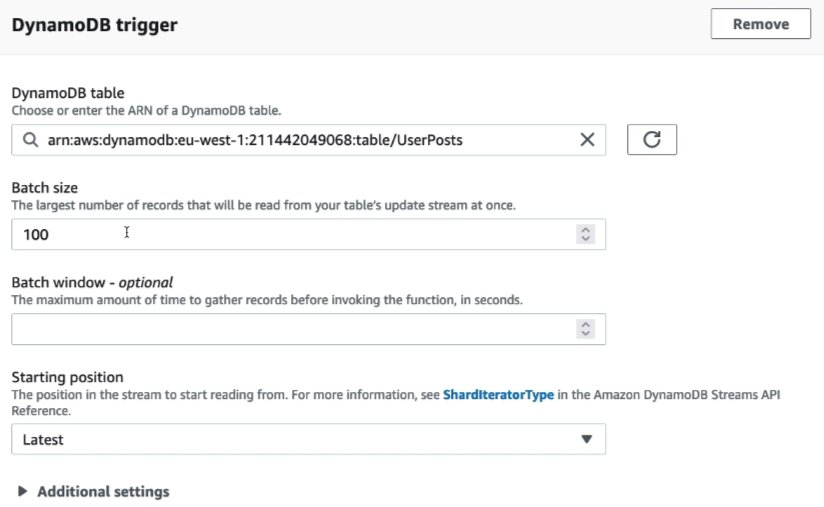 DynamoDB trigger
Remove
DynamoDB table
Choose or enter the ARN of a DynamoDB table.
arn:aws:dynamodb:eu-west-1:211442049068:table/UserPosts
Batch size
The largest number of records that will be read from your table's update stream at once.
100
Batch window - optional
The maximum amount of time to gather records before invoking the function, in seconds.
Starting position
The position in the stream to start reading from. For more information, see ShardIteratorType in the Amazon DynamoDB Streams API
Reference.
Latest
Additional settings